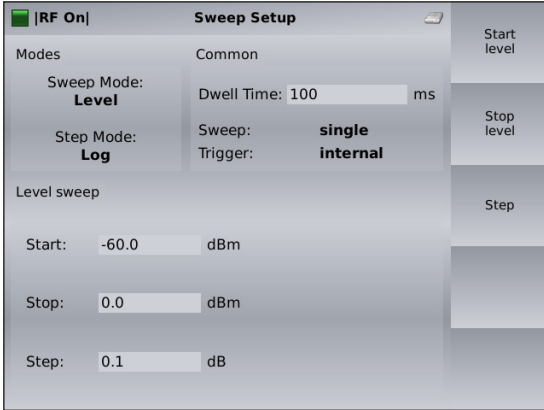 |RF On| Sweep Setup
Modes
Sweep Mode:
Level
Step Mode:
Log
Common
Dwell Time: 100 ms
Sweep: single
Trigger: internal
Level sweep
Start: -60.0 dBm
Stop: 0.0 dBm
Step: 0.1 dB
Start
level
Stop
level
Step